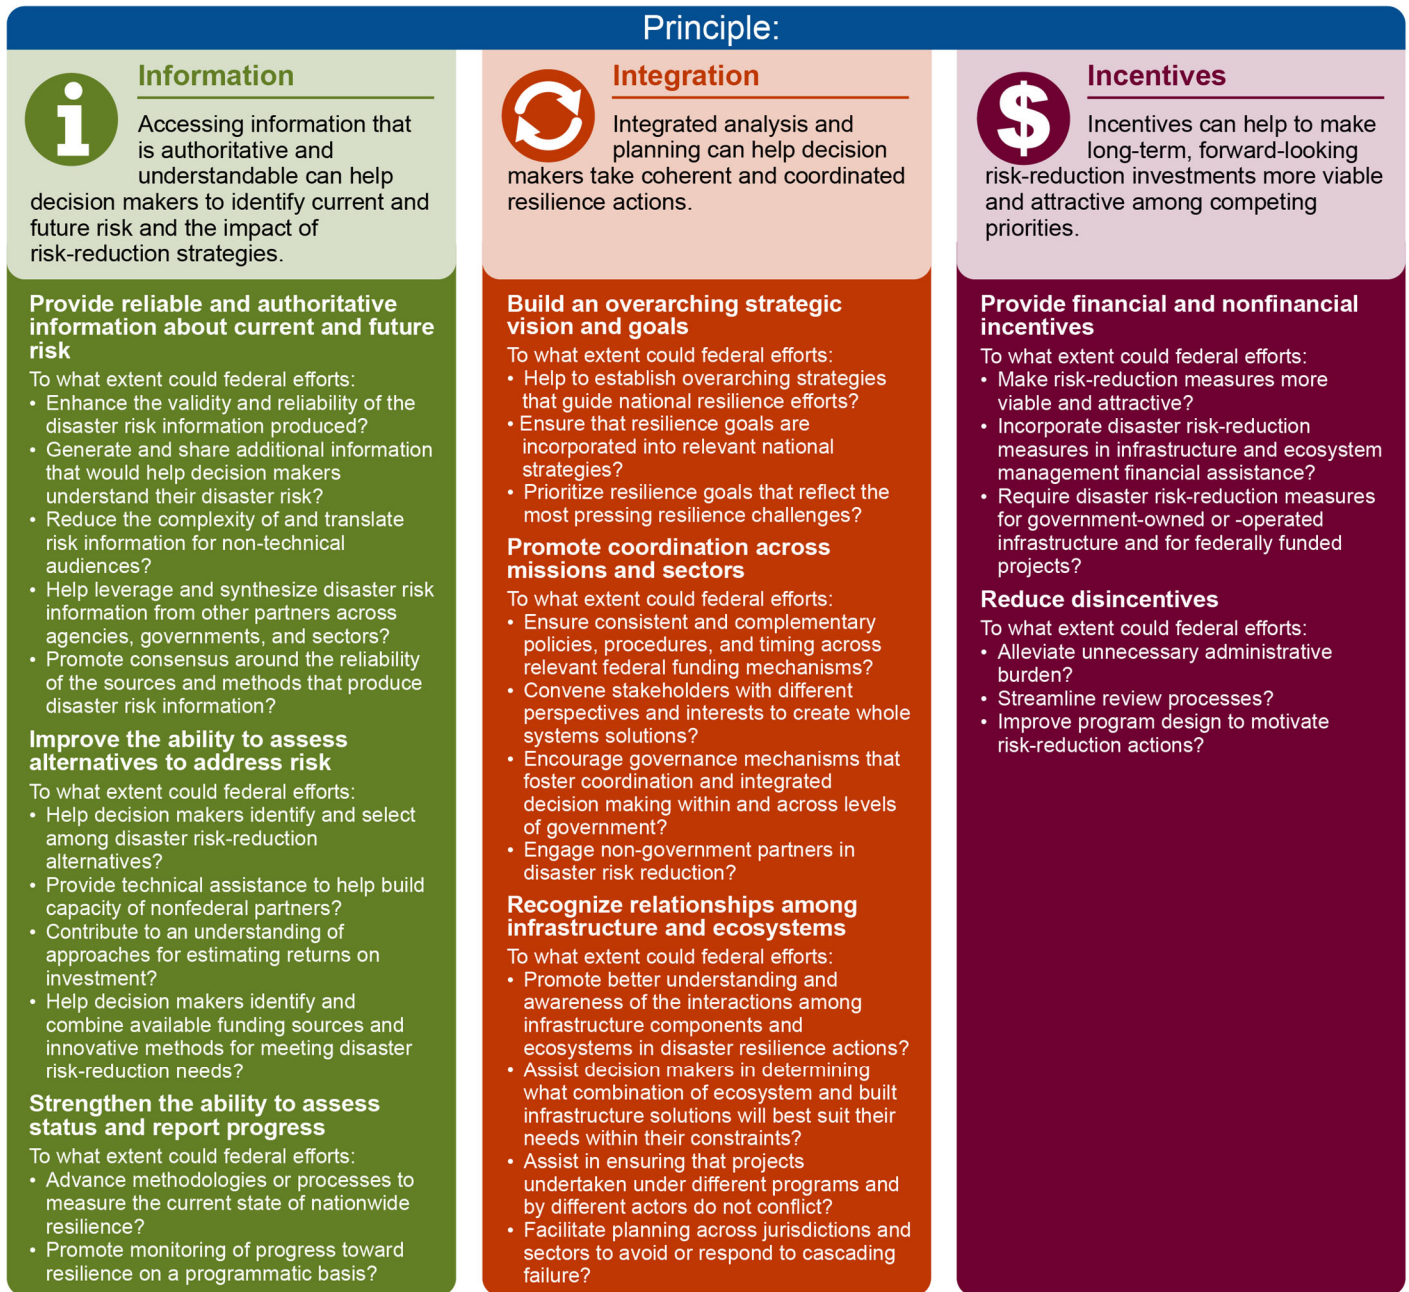 Principle:
Information
Accessing information that
is authoritative and
understandable can help
decision makers to identify current and
future risk and the impact of
risk-reduction strategies.
Provide reliable and authoritative
information about current and future
risk
To what extent could federal efforts:
• Enhance the validity and reliability of the
disaster risk information produced?
• Generate and share additional information
that would help decision makers
understand their disaster risk?
• Reduce the complexity of and translate
risk information for non-technical
audiences?
• Help leverage and synthesize disaster risk
information from other partners across
agencies, governments, and sectors?
• Promote consensus around the reliability
of the sources and methods that produce
disaster risk information?
Improve the ability to assess
alternatives to address risk
To what extent could federal efforts:
• Help decision makers identify and select
among disaster risk-reduction
alternatives?
• Provide technical assistance to help build
capacity of nonfederal partners?
• Contribute to an understanding of
approaches for estimating returns on
investment?
• Help decision makers identify and
combine available funding sources and
innovative methods for meeting disaster
risk-reduction needs?
Strengthen the ability to assess
status and report progress
To what extent could federal efforts:
• Advance methodologies or processes to
measure the current state of nationwide
resilience?
• Promote monitoring of progress toward
resilience on a programmatic basis?
Integration
Integrated analysis and
planning can help decision
makers take coherent and coordinated
resilience actions.
Build an overarching strategic
vision and goals
To what extent could federal efforts:
• Help to establish overarching strategies
that guide national resilience efforts?
• Ensure that resilience goals are
incorporated into relevant national
strategies?
• Prioritize resilience goals that reflect the
most pressing resilience challenges?
Promote coordination across
missions and sectors
To what extent could federal efforts:
• Ensure consistent and complementary
policies, procedures, and timing across
relevant federal funding mechanisms?
• Convene stakeholders with different
perspectives and interests to create whole
systems solutions?
• Encourage governance mechanisms that
foster coordination and integrated
decision making within and across levels
of government?
• Engage non-government partners in
disaster risk reduction?
Recognize relationships among
infrastructure and ecosystems
To what extent could federal efforts:
• Promote better understanding and
awareness of the interactions among
infrastructure components and
ecosystems in disaster resilience actions?
• Assist decision makers in determining
what combination of ecosystem and built
infrastructure solutions will best suit their
needs within their constraints?
• Assist in ensuring that projects
undertaken under different programs and
by different actors do not conflict?
• Facilitate planning across jurisdictions and
sectors to avoid or respond to cascading
failure?
$
Incentives
Incentives can help to make
long-term, forward-looking
risk-reduction investments more viable
and attractive among competing
priorities.
Provide financial and nonfinancial
incentives
To what extent could federal efforts:
• Make risk-reduction measures more
viable and attractive?
• Incorporate disaster risk-reduction
measures in infrastructure and ecosystem
management financial assistance?
• Require disaster risk-reduction measures
for government-owned or -operated
infrastructure and for federally funded
projects?
Reduce disincentives
To what extent could federal efforts:
• Alleviate unnecessary administrative
burden?
• Streamline review processes?
• Improve program design to motivate
risk-reduction actions?